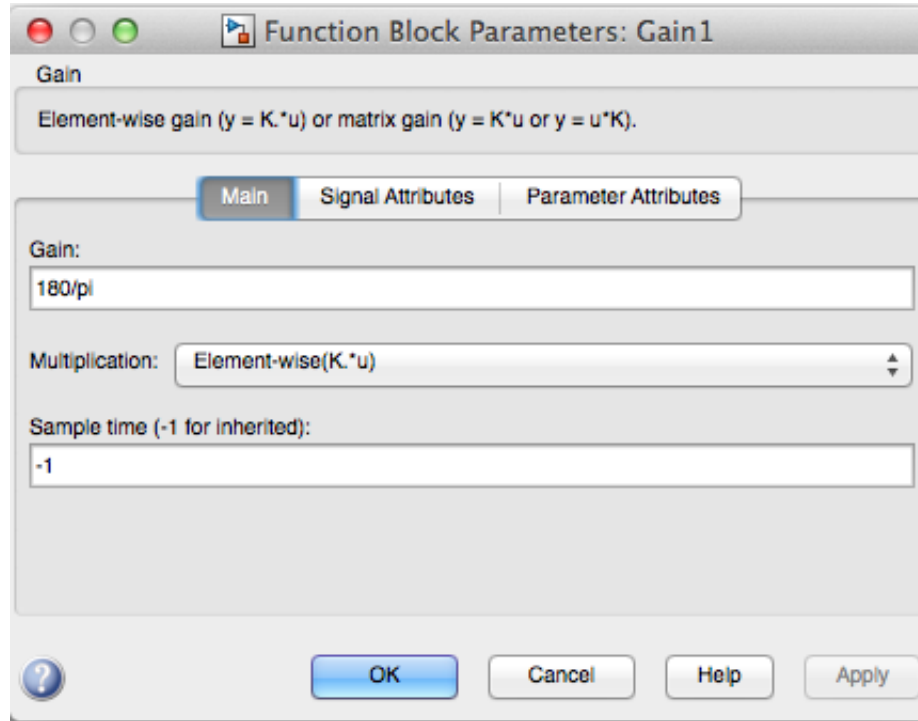 Function Block Parameters: Gain1
Gain
Element-wise gain (y = K.*u) or matrix gain (y = K*u or y = u*K).
Main Signal Attributes Parameter Attributes
Gain:
180/pi
Multiplication: Element-wise(K.*u)
Sample time (-1 for inherited):
-1
? OK Cancel Help Apply